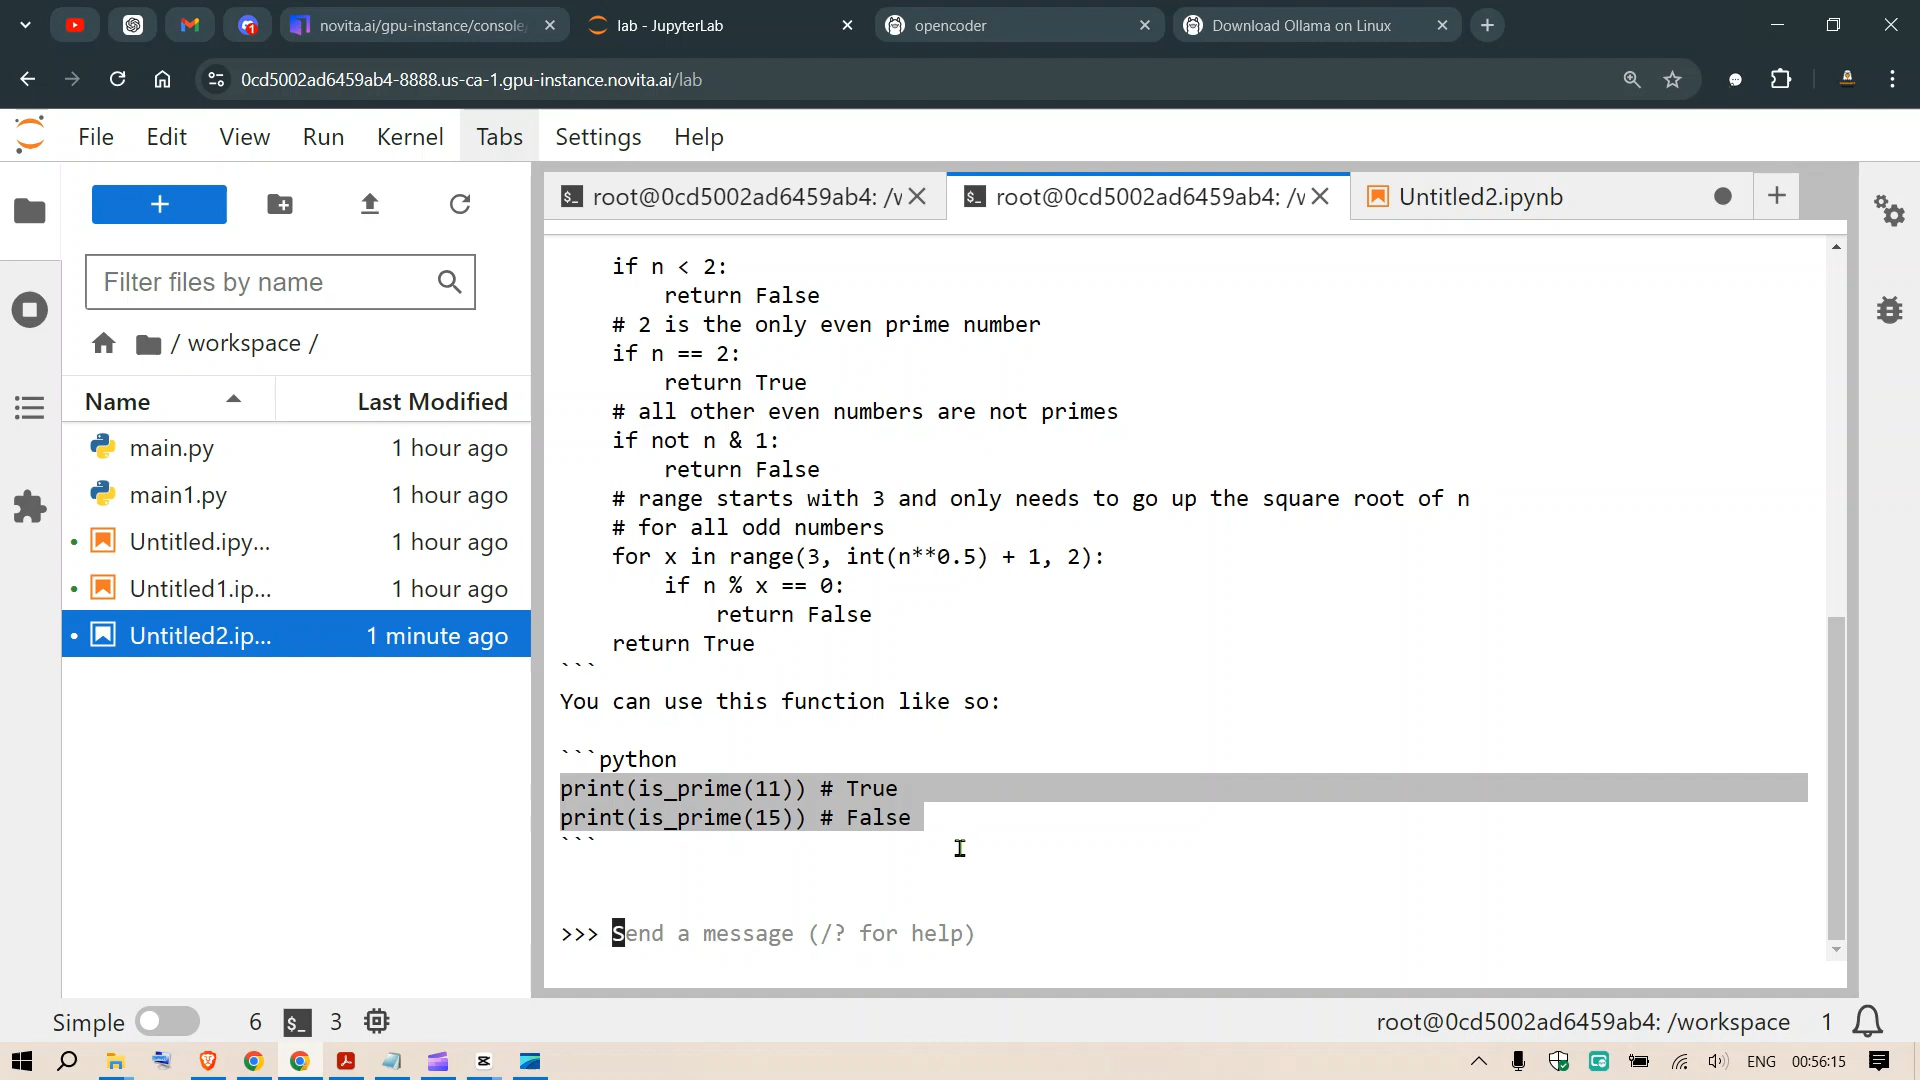 novita.ai/gpu-instance/console/
lab - JupyterLab
opencoder
Download Ollama on Linux
0cd5002ad6459ab4-8888.us-ca-1.gpu-instance.novita.ai/lab
File Edit View Run Kernel Tabs Settings Help
+
root@0cd5002ad6459ab4: /w
root@0cd5002ad6459ab4: /w
Untitled2.ipynb
Filter files by name
/ workspace /
Name Last Modified
main.py 1 hour ago
main1.py 1 hour ago
Untitled.ipy... 1 hour ago
Untitled1.ip... 1 hour ago
Untitled2.ip... 1 minute ago
if n < 2:
return False
# 2 is the only even prime number
if n == 2:
return True
# all other even numbers are not primes
if not n & 1:
return False
# range starts with 3 and only needs to go up the square root of n
# for all odd numbers
for x in range(3, int(n**0.5) + 1, 2):
if n % x == 0:
return False
return True
```
You can use this function like so:
```python
print(is_prime(11)) # True
print(is_prime(15)) # False
```
>>> Send a message (/? for help)
Simple 6 $_ 3
root@0cd5002ad6459ab4: /workspace 1
ENG 00:56:15